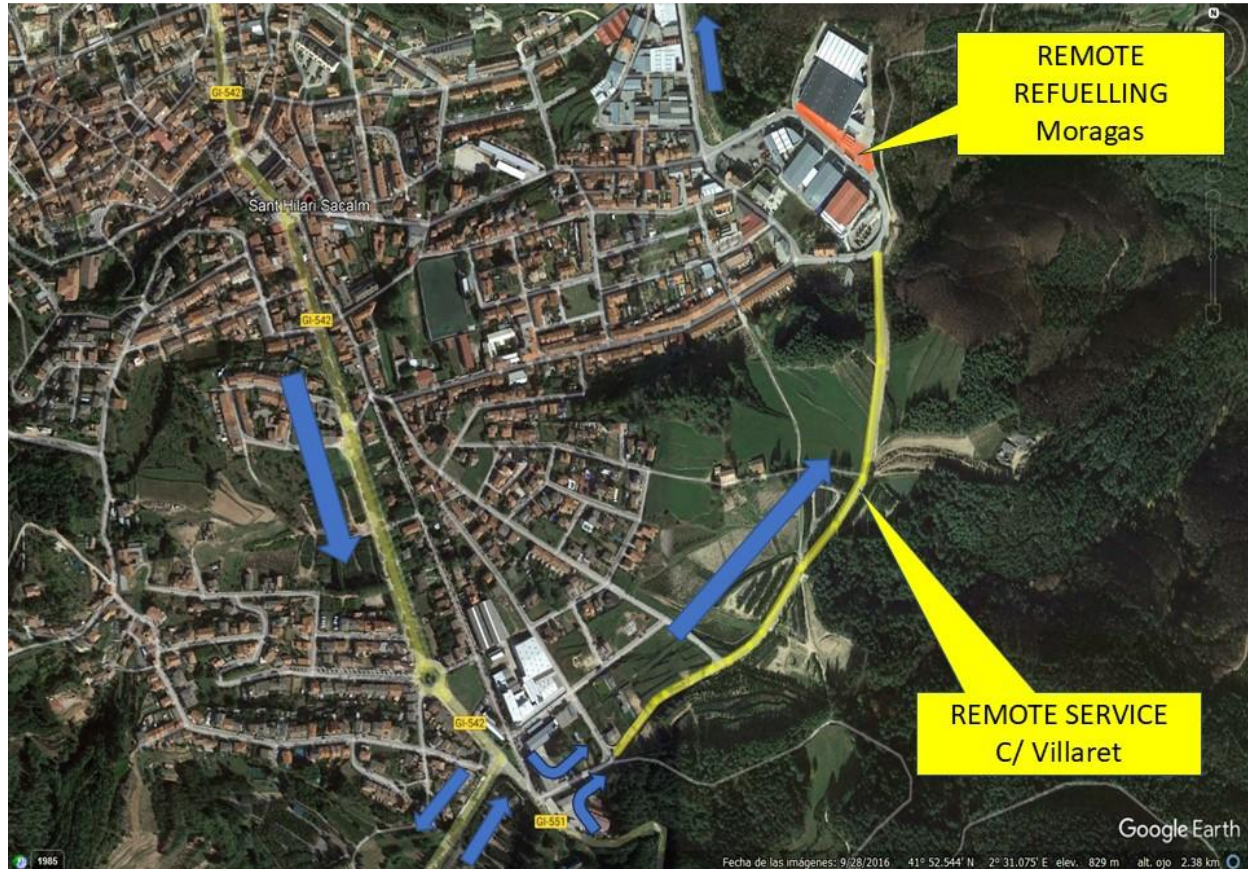 N
REMOTE
REFUELLING
Moragas
GI-542
Sant Hilari Sacalm
GI-542
REMOTE SERVICE
C/ Villaret
GI-542
GI-551
Google Earth
1985
Fecha de las imágenes: 9/28/2016 41° 52.544' N 2° 31.075' E elev. 829 m alt. ojo 2.38 km